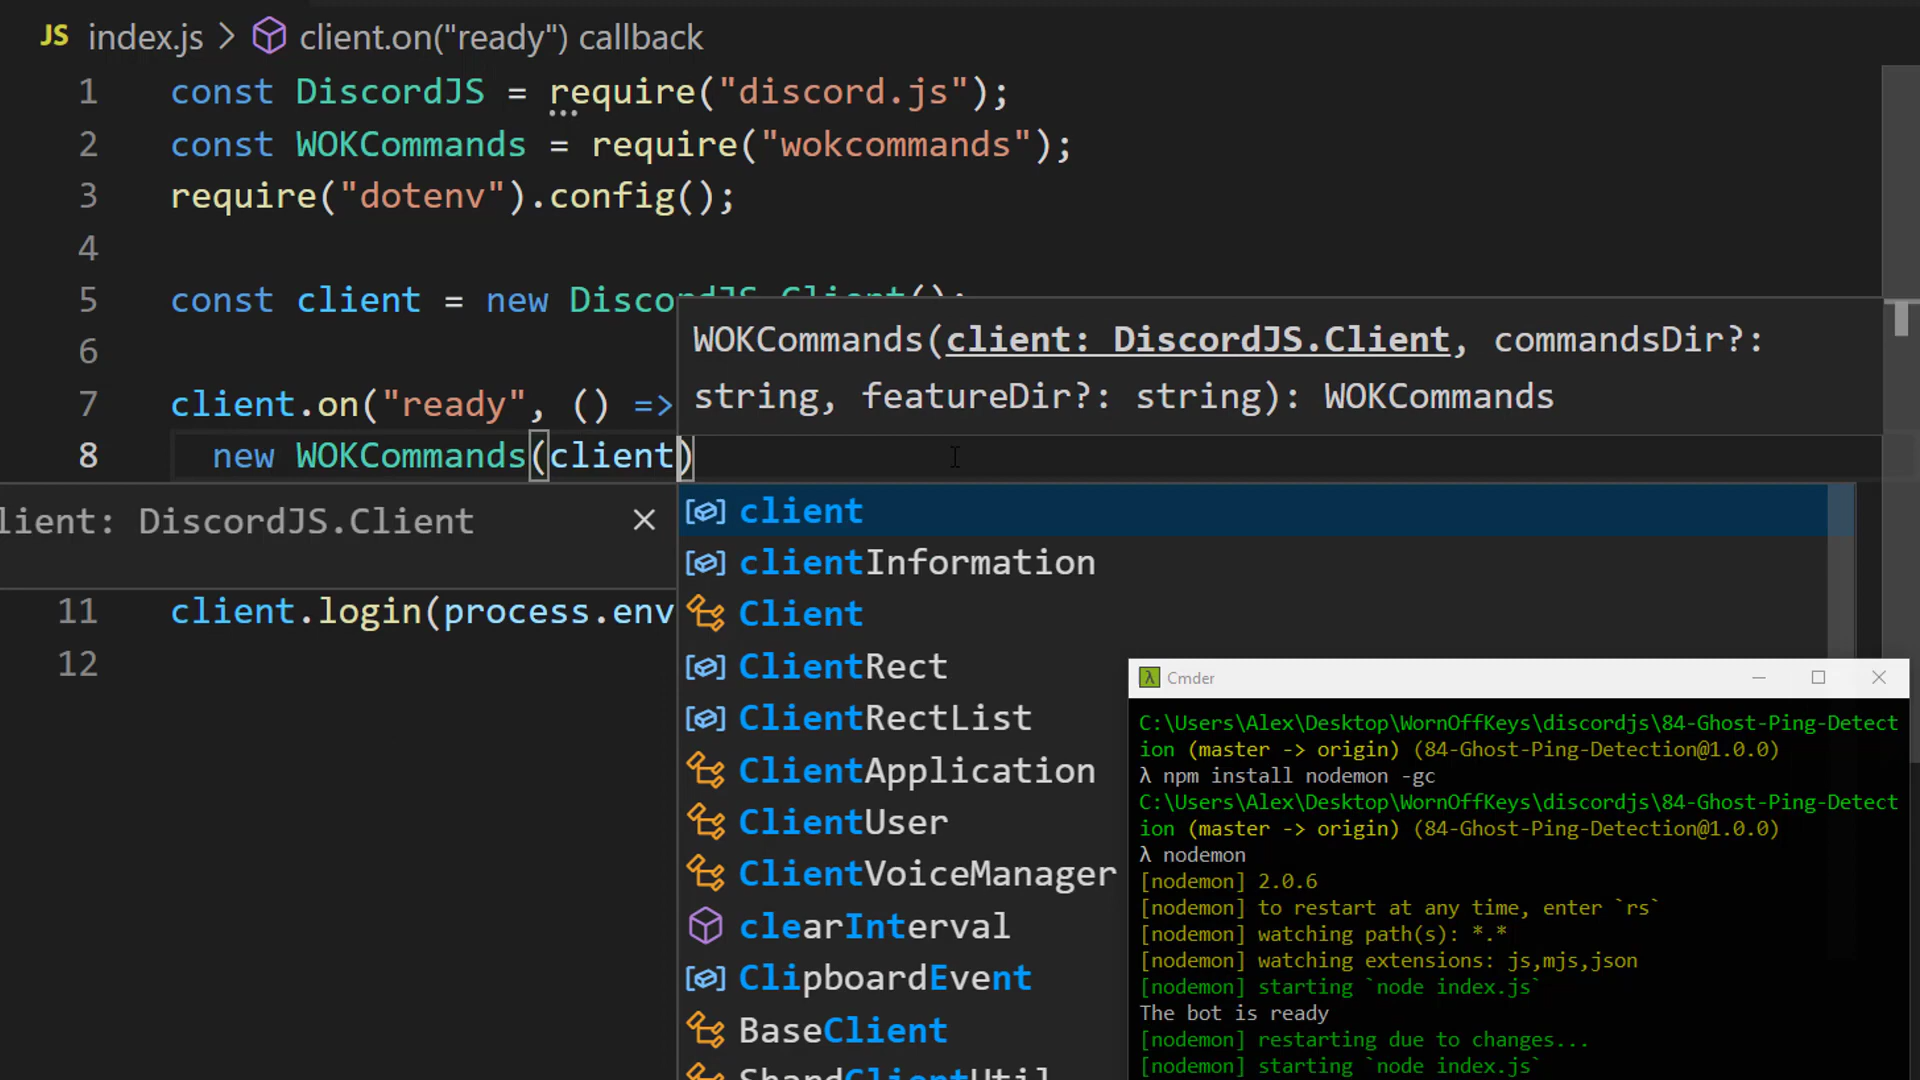 JS index.js > client.on("ready") callback
1 const DiscordJS = require("discord.js");
2 const WOKCommands = require("wokcommands");
3 require("dotenv").config();
4
5 const client = new DiscordJS.Client();
6
7 client.on("ready", () =>
8 new WOKCommands(client)
WOKCommands(client: DiscordJS.Client, commandsDir?:
string, featureDir?: string): WOKCommands
lient: DiscordJS.Client
11 client.login(process.env
12
client
clientInformation
Client
ClientRect
ClientRectList
ClientApplication
ClientUser
ClientVoiceManager
clearInterval
ClipboardEvent
BaseClient
ShardClientUtil
λ Cmder
C:\Users\Alex\Desktop\WornOffKeys\discordjs\84-Ghost-Ping-Detect
ion (master -> origin) (84-Ghost-Ping-Detection@1.0.0)
λ npm install nodemon -gc
C:\Users\Alex\Desktop\WornOffKeys\discordjs\84-Ghost-Ping-Detect
ion (master -> origin) (84-Ghost-Ping-Detection@1.0.0)
λ nodemon
[nodemon] 2.0.6
[nodemon] to restart at any time, enter `rs`
[nodemon] watching path(s): *.*
[nodemon] watching extensions: js,mjs,json
[nodemon] starting `node index.js`
The bot is ready
[nodemon] restarting due to changes...
[nodemon] starting `node index.js`